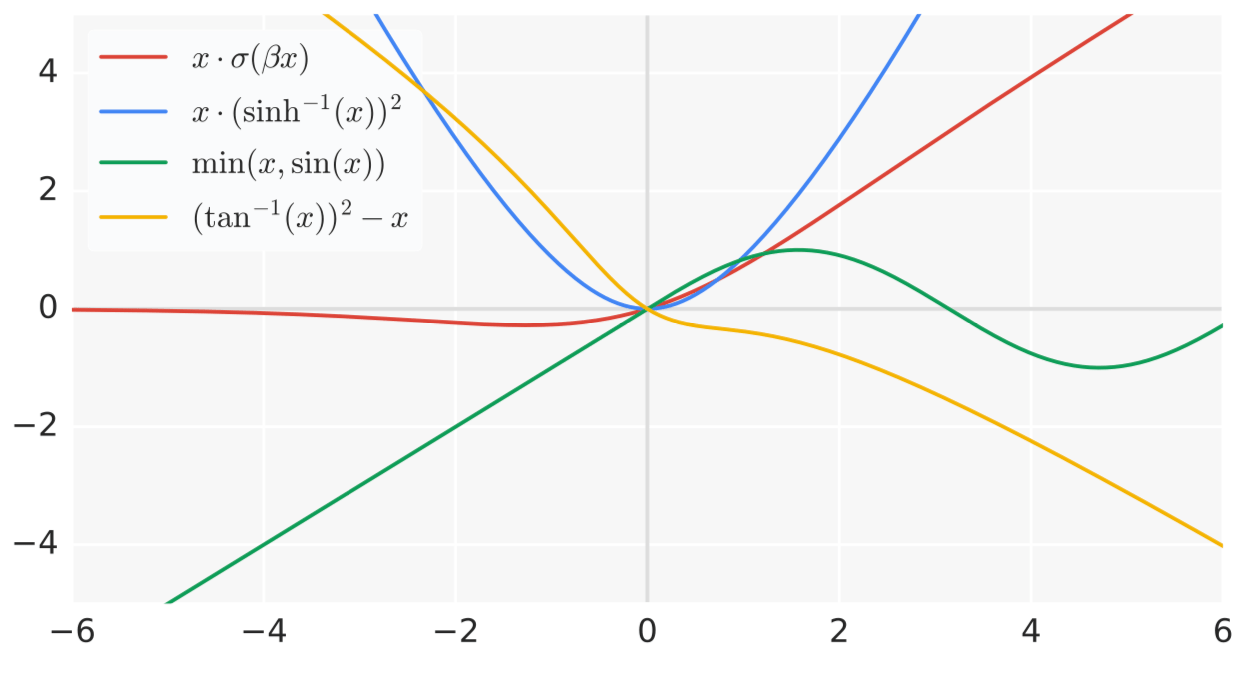 x · σ(βx)
x · (sinh⁻¹(x))²
min(x, sin(x))
(tan⁻¹(x))² − x
4
2
0
−2
−4
−6 −4 −2 0 2 4 6